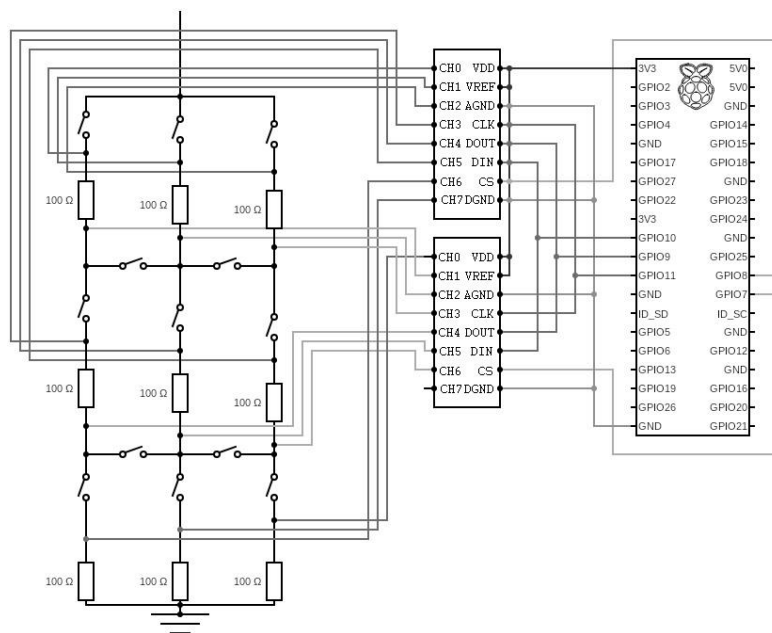 100 Ω
100 Ω
100 Ω
100 Ω
100 Ω
100 Ω
100 Ω
100 Ω
100 Ω
CH0 VDD
CH1 VREF
CH2 AGND
CH3 CLK
CH4 DOUT
CH5 DIN
CH6 CS
CH7 DGND
CH0 VDD
CH1 VREF
CH2 AGND
CH3 CLK
CH4 DOUT
CH5 DIN
CH6 CS
CH7 DGND
3V3 5V0
GPIO2 5V0
GPIO3 GND
GPIO4 GPIO14
GND GPIO15
GPIO17 GPIO18
GPIO27 GND
GPIO22 GPIO23
3V3 GPIO24
GPIO10 GND
GPIO9 GPIO25
GPIO11 GPIO8
GND GPIO7
ID_SD ID_SC
GPIO5 GND
GPIO6 GPIO12
GPIO13 GND
GPIO19 GPIO16
GPIO26 GPIO20
GND GPIO21